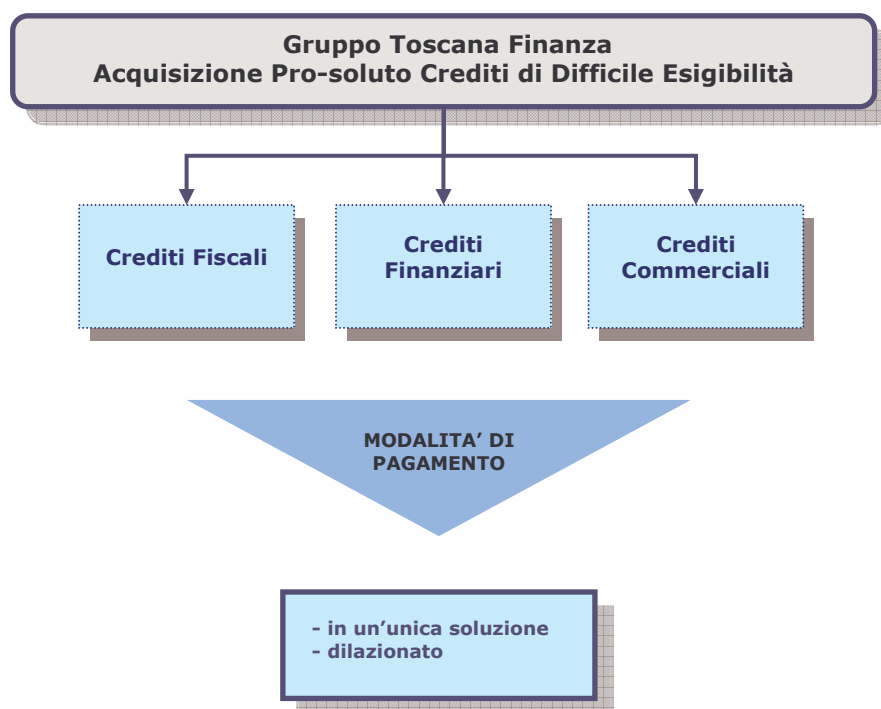 Gruppo Toscana Finanza
Acquisizione Pro-soluto Crediti di Difficile Esigibilità
Crediti Fiscali
Crediti
Finanziari
Crediti
Commerciali
MODALITA’ DI
PAGAMENTO
- in un’unica soluzione
- dilazionato